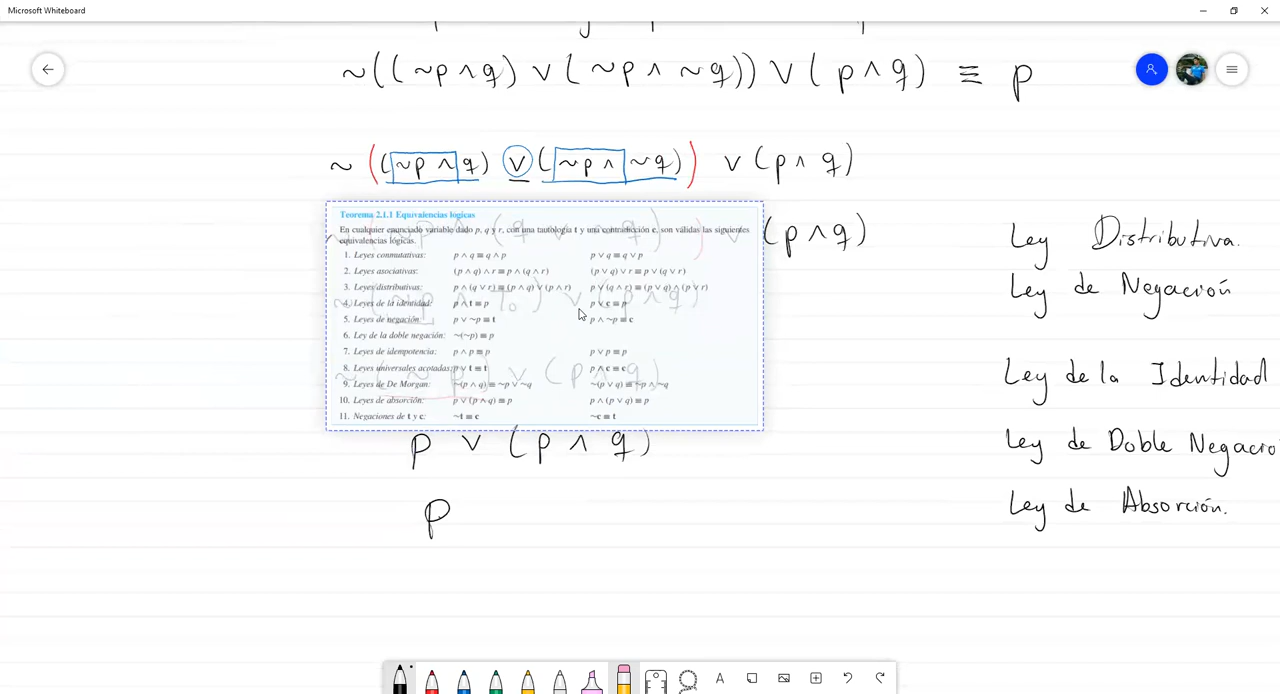 Microsoft Whiteboard
~((~p ∧ q) ∨ (~p ∧ ~q)) ∨ (p ∧ q) ≡ p
~((~p ∧ q) ∨ (~p ∧ ~q)) ∨ (p ∧ q)
∨ (p ∧ q) Ley Distributiva.
Ley de Negación
~(~p ∧ t) ∨ (p ∧ q)
~(~p) ∨ (p ∧ q) Ley de la Identidad
Teorema 2.1.1 Equivalencias lógicas
En cualquier enunciado variable dado p, q y r, con una tautología t y una contradicción c, son válidas las siguientes
equivalencias lógicas.
1. Leyes conmutativas: p ∧ q ≡ q ∧ p p ∨ q ≡ q ∨ p
2. Leyes asociativas: (p ∧ q) ∧ r ≡ p ∧ (q ∧ r) (p ∨ q) ∨ r ≡ p ∨ (q ∨ r)
3. Leyes distributivas: p ∧ (q ∨ r) ≡ (p ∧ q) ∨ (p ∧ r) p ∨ (q ∧ r) ≡ (p ∨ q) ∧ (p ∨ r)
4. Leyes de la identidad: p ∧ t ≡ p p ∨ c ≡ p
5. Leyes de negación: p ∨ ~p ≡ t p ∧ ~p ≡ c
6. Ley de la doble negación: ~(~p) ≡ p
7. Leyes de idempotencia: p ∧ p ≡ p p ∨ p ≡ p
8. Leyes universales acotadas: p ∨ t ≡ t p ∧ c ≡ c
9. Leyes de De Morgan: ~(p ∧ q) ≡ ~p ∨ ~q ~(p ∨ q) ≡ ~p ∧ ~q
10. Leyes de absorción: p ∨ (p ∧ q) ≡ p p ∧ (p ∨ q) ≡ p
11. Negaciones de t y c: ~t ≡ c ~c ≡ t
p ∨ (p ∧ q) Ley de Doble Negacio
p Ley de Absorción.